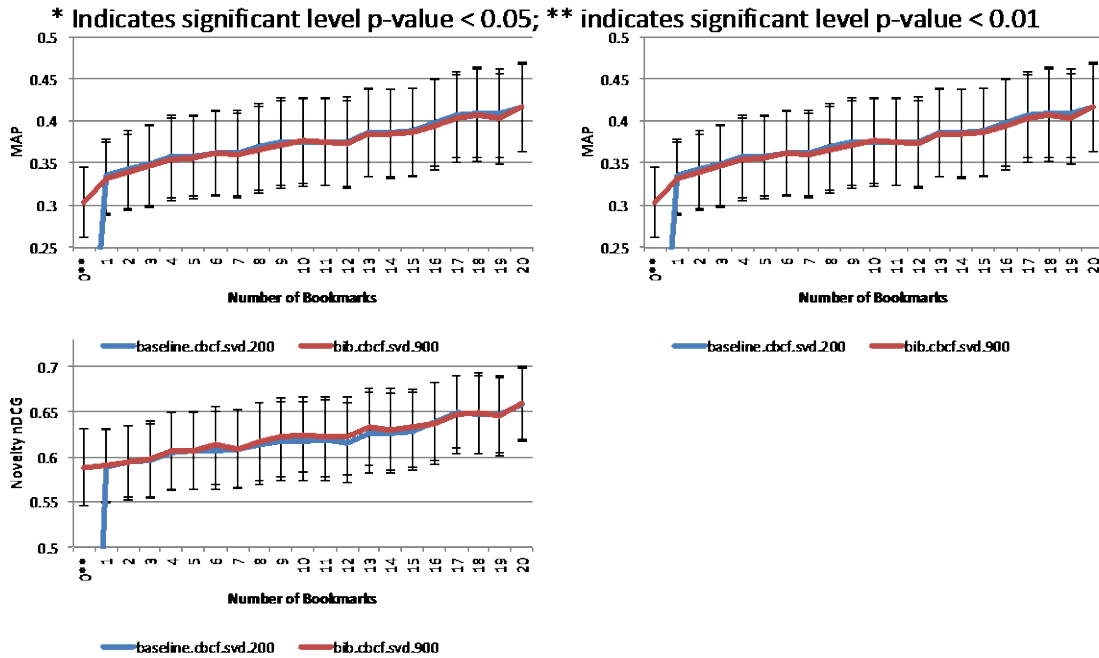 * Indicates significant level p-value < 0.05; ** indicates significant level p-value < 0.01
0.5
0.45
0.4
0.35
0.3
0.25
MAP
0** 1 2 3 4 5 6 7 8 9 10 11 12 13 14 15 16 17 18 19 20
Number of Bookmarks
baseline.cbcf.svd.200 bib.cbcf.svd.900
0.5
0.45
0.4
0.35
0.3
0.25
MAP
0** 1 2 3 4 5 6 7 8 9 10 11 12 13 14 15 16 17 18 19 20
Number of Bookmarks
baseline.cbcf.svd.200 bib.cbcf.svd.900
0.7
0.65
0.6
0.55
0.5
Novelty nDCG
0** 1 2 3 4 5 6 7 8 9 10 11 12 13 14 15 16 17 18 19 20
Number of Bookmarks
baseline.cbcf.svd.200 bib.cbcf.svd.900